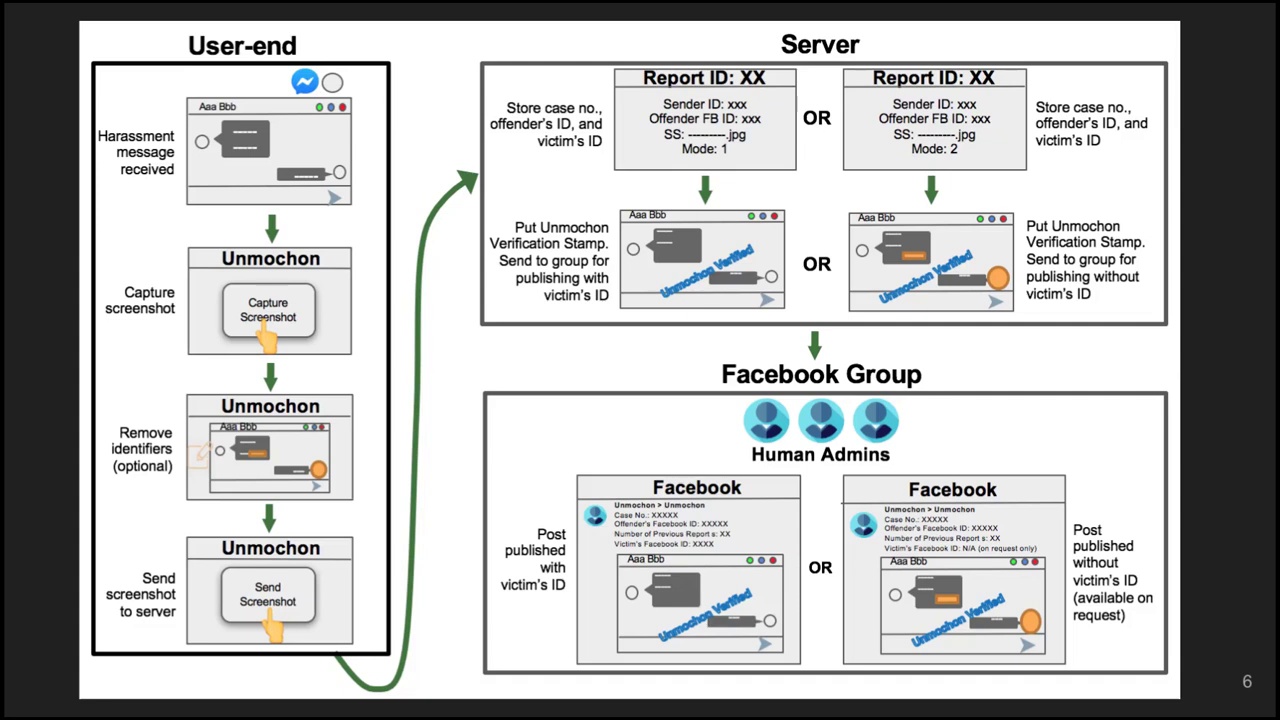 User-end
Aaa Bbb
Harassment
message
received
Unmochon
Capture
screenshot
Capture
Screenshot
Unmochon
Aaa Bbb
Remove
identifiers
(optional)
Unmochon
Send
screenshot
to server
Send
Screenshot
Server
Store case no.,
offender's ID, and
victim's ID
Report ID: XX
Sender ID: xxx
Offender FB ID: xxx
SS: ---------.jpg
Mode: 1
OR
Report ID: XX
Sender ID: xxx
Offender FB ID: xxx
SS: ---------.jpg
Mode: 2
Store case no.,
offender's ID, and
victim's ID
Put Unmochon
Verification Stamp.
Send to group for
publishing with
victim's ID
Aaa Bbb
Unmochon Verified
OR
Aaa Bbb
Unmochon Verified
Put Unmochon
Verification Stamp.
Send to group for
publishing without
victim's ID
Facebook Group
Human Admins
Post
published
with
victim's ID
Facebook
Unmochon > Unmochon
Case No.: XXXXX
Offender's Facebook ID: XXXXX
Number of Previous Report s: XX
Victim's Facebook ID: XXXX
Aaa Bbb
Unmochon Verified
OR
Facebook
Unmochon > Unmochon
Case No.: XXXXX
Offender's Facebook ID: XXXXX
Number of Previous Report s: XX
Victim's Facebook ID: N/A (on request only)
Aaa Bbb
Unmochon Verified
Post
published
without
victim's ID
(available on
request)
6